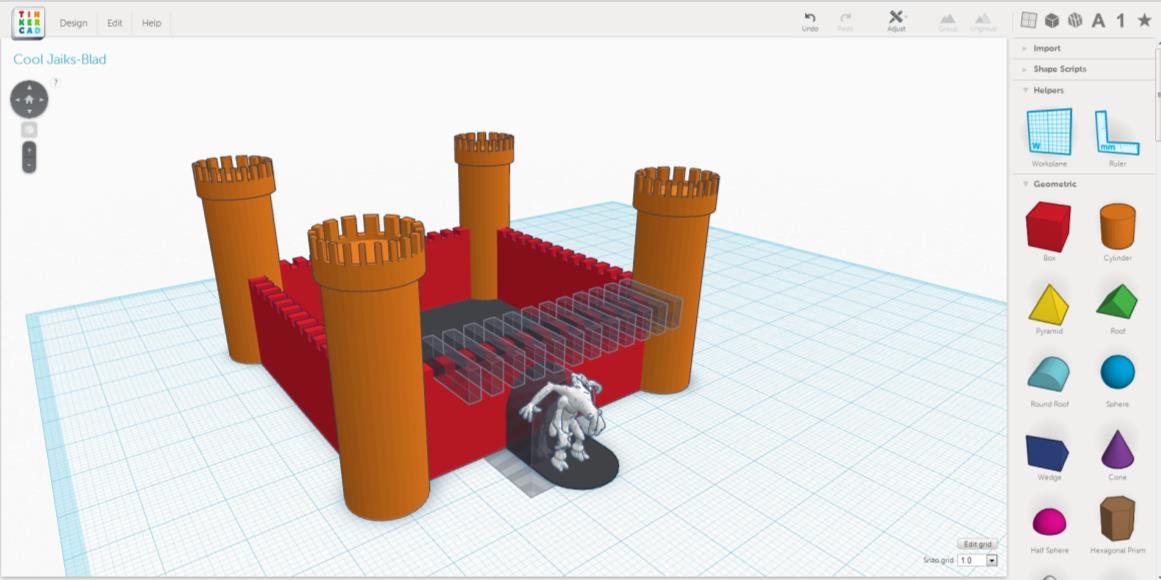 TIN
KER
CAD
Design Edit Help
Undo Redo Adjust Group Ungroup
A 1
Cool Jaiks-Blad
?
+
-
Import
Shape Scripts
Helpers
W mm
Workplane Ruler
Geometric
Box Cylinder
Pyramid Roof
Round Roof Sphere
Wedge Cone
Half Sphere Hexagonal Prism
Edit grid
Snap grid 1.0